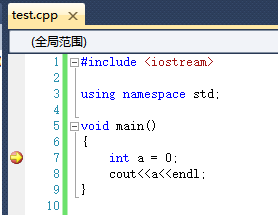 test.cpp ×
(全局范围)
1 #include <iostream>
2
3 using namespace std;
4
5 void main()
6 {
7 int a = 0;
8 cout<<a<<endl;
9 }
10